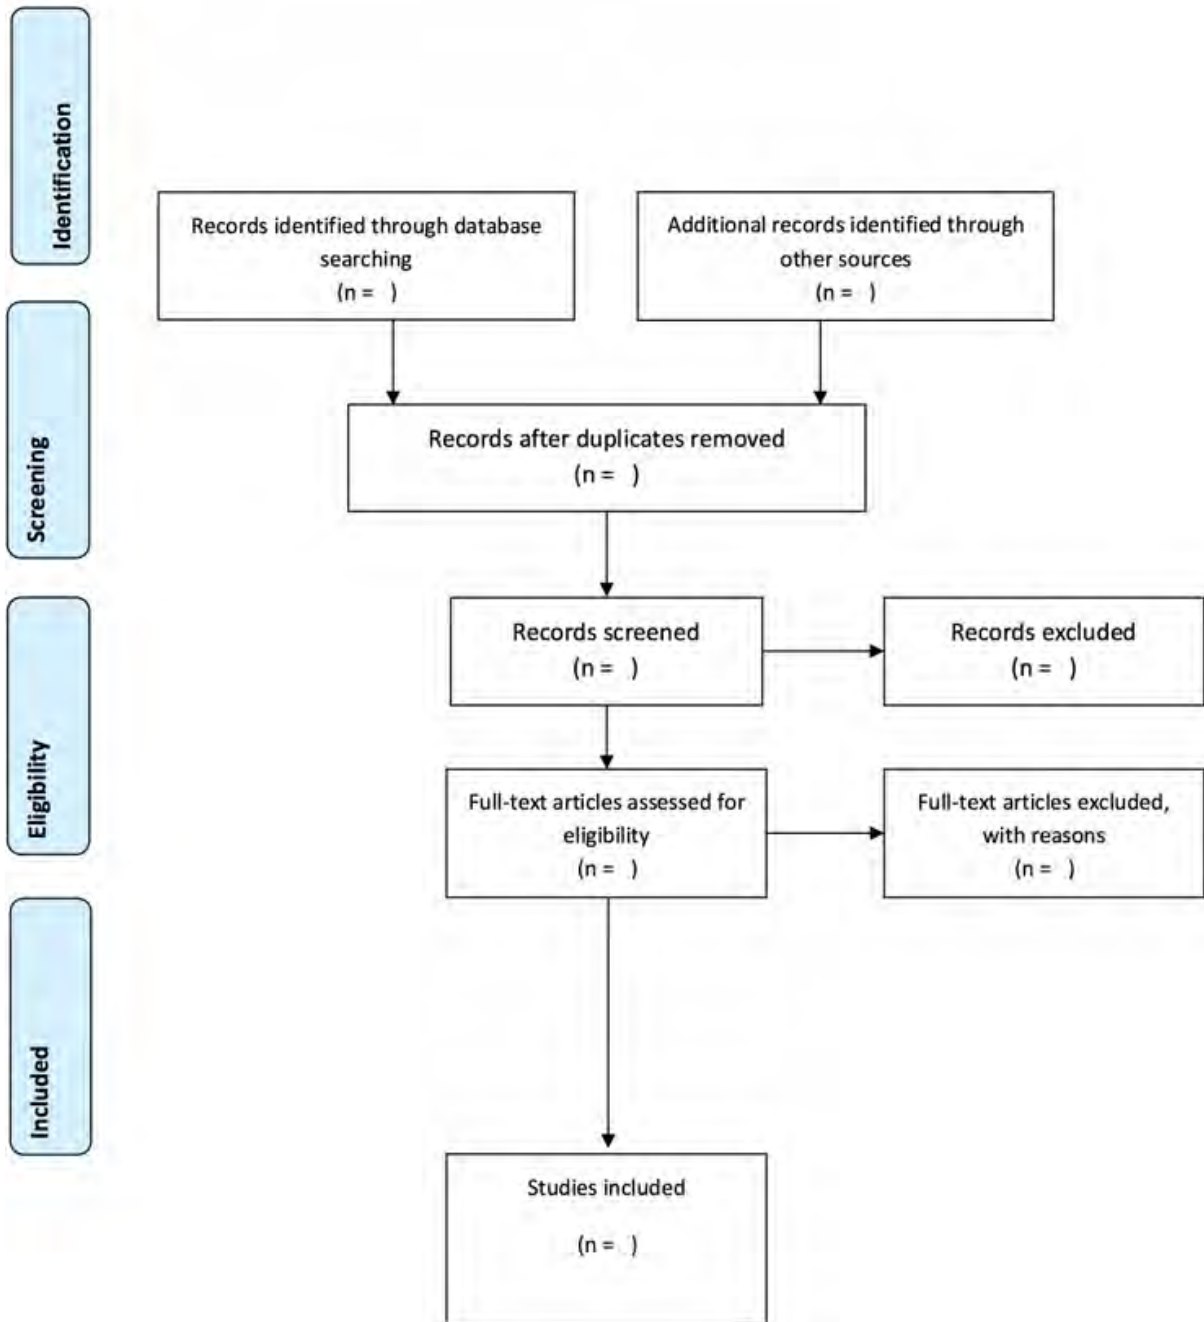 Identification
Records identified through database
searching
(n =   )
Additional records identified through
other sources
(n =   )
Screening
Records after duplicates removed
(n =   )
Eligibility
Records screened
(n =   )
Records excluded
(n =   )
Full-text articles assessed for
eligibility
(n =   )
Full-text articles excluded,
with reasons
(n =   )
Included
Studies included
(n =   )